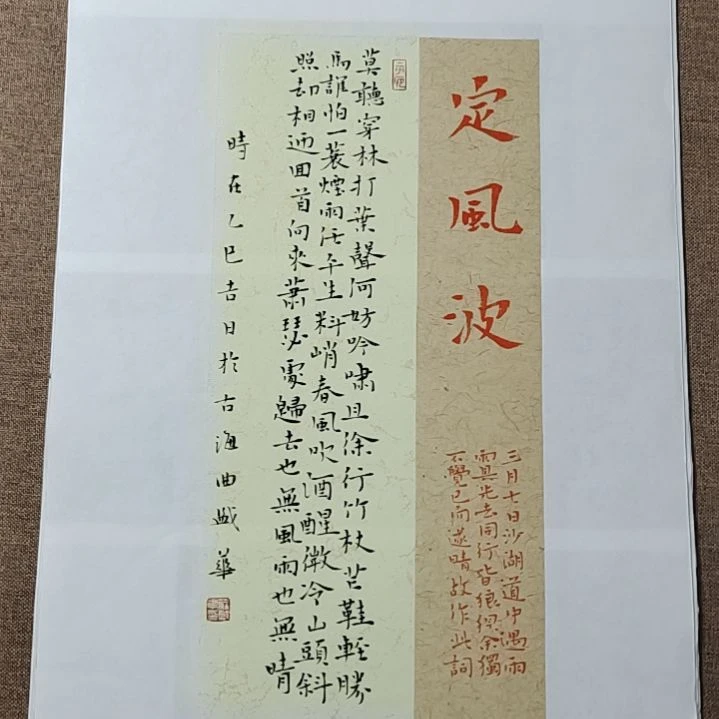 定風波
三月七日沙湖道中遇雨
雨具先去同行皆狼狽余獨
不覺已而遂晴故作此詞
莫聽穿林打葉聲何妨吟嘯且徐行竹杖芒鞋輕勝
馬誰怕一蓑煙雨任平生料峭春風吹酒醒微冷山頭斜
照却相迎回首向來蕭瑟處歸去也無風雨也無晴
時在乙巳吉日於古海曲華